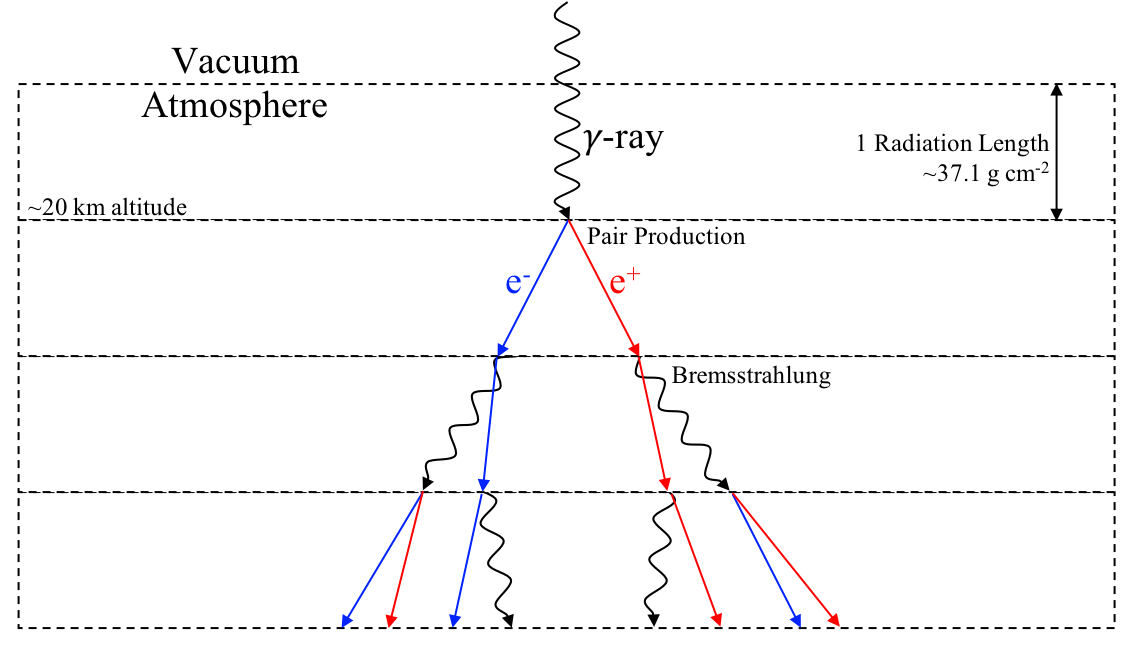 Vacuum
Atmosphere
γ-ray
1 Radiation Length
~37.1 g cm⁻²
~20 km altitude
Pair Production
e⁻
e⁺
Bremsstrahlung